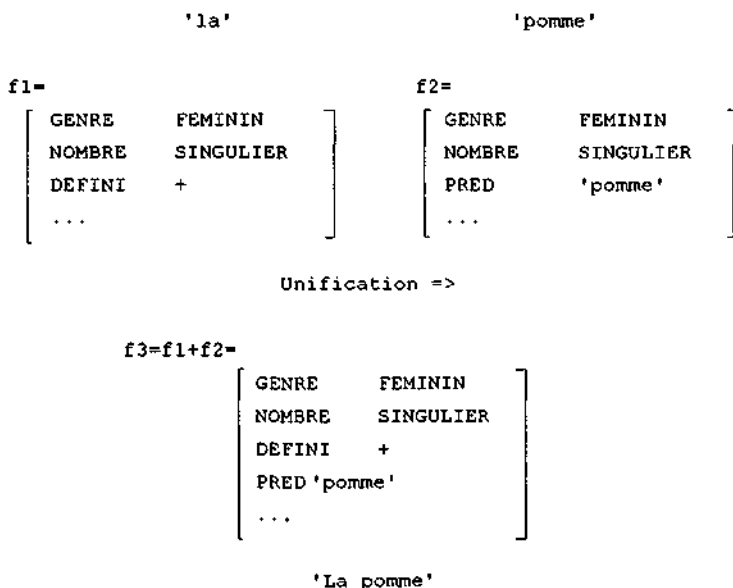 'la' 'pomme'
f1= f2=
GENRE FEMININ GENRE FEMININ
NOMBRE SINGULIER NOMBRE SINGULIER
DEFINI + PRED 'pomme'
... ...
Unification =>
f3=f1+f2=
GENRE FEMININ
NOMBRE SINGULIER
DEFINI +
PRED 'pomme'
...
'La pomme'